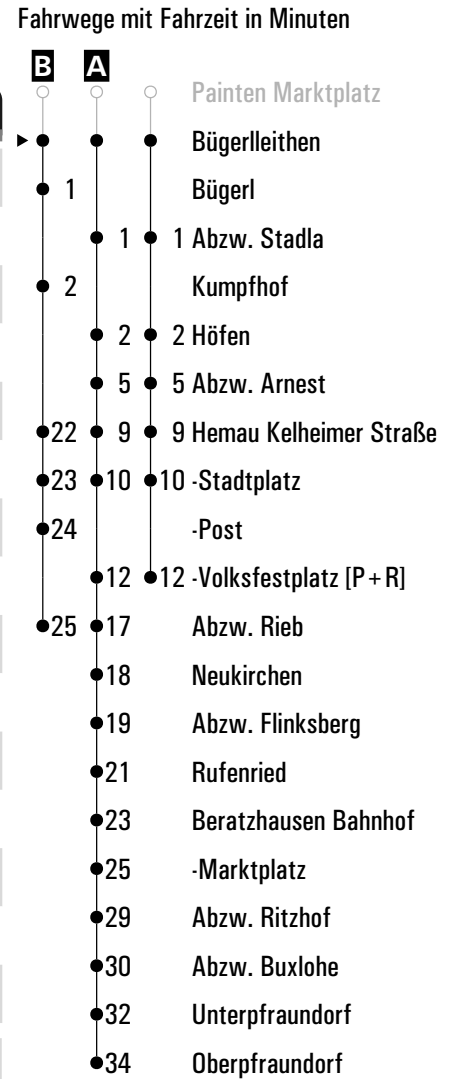 Fahrwege mit Fahrzeit in Minuten
B A
Painten Marktplatz
Bügerlleithen
1 Bügerl
1 1 Abzw. Stadla
2 Kumpfhof
2 2 Höfen
5 5 Abzw. Arnest
22 9 9 Hemau Kelheimer Straße
23 10 10 -Stadtplatz
24 -Post
12 12 -Volksfestplatz [P+R]
25 17 Abzw. Rieb
18 Neukirchen
19 Abzw. Flinksberg
21 Rufenried
23 Beratzhausen Bahnhof
25 -Marktplatz
29 Abzw. Ritzhof
30 Abzw. Buxlohe
32 Unterpfraundorf
34 Oberpfraundorf